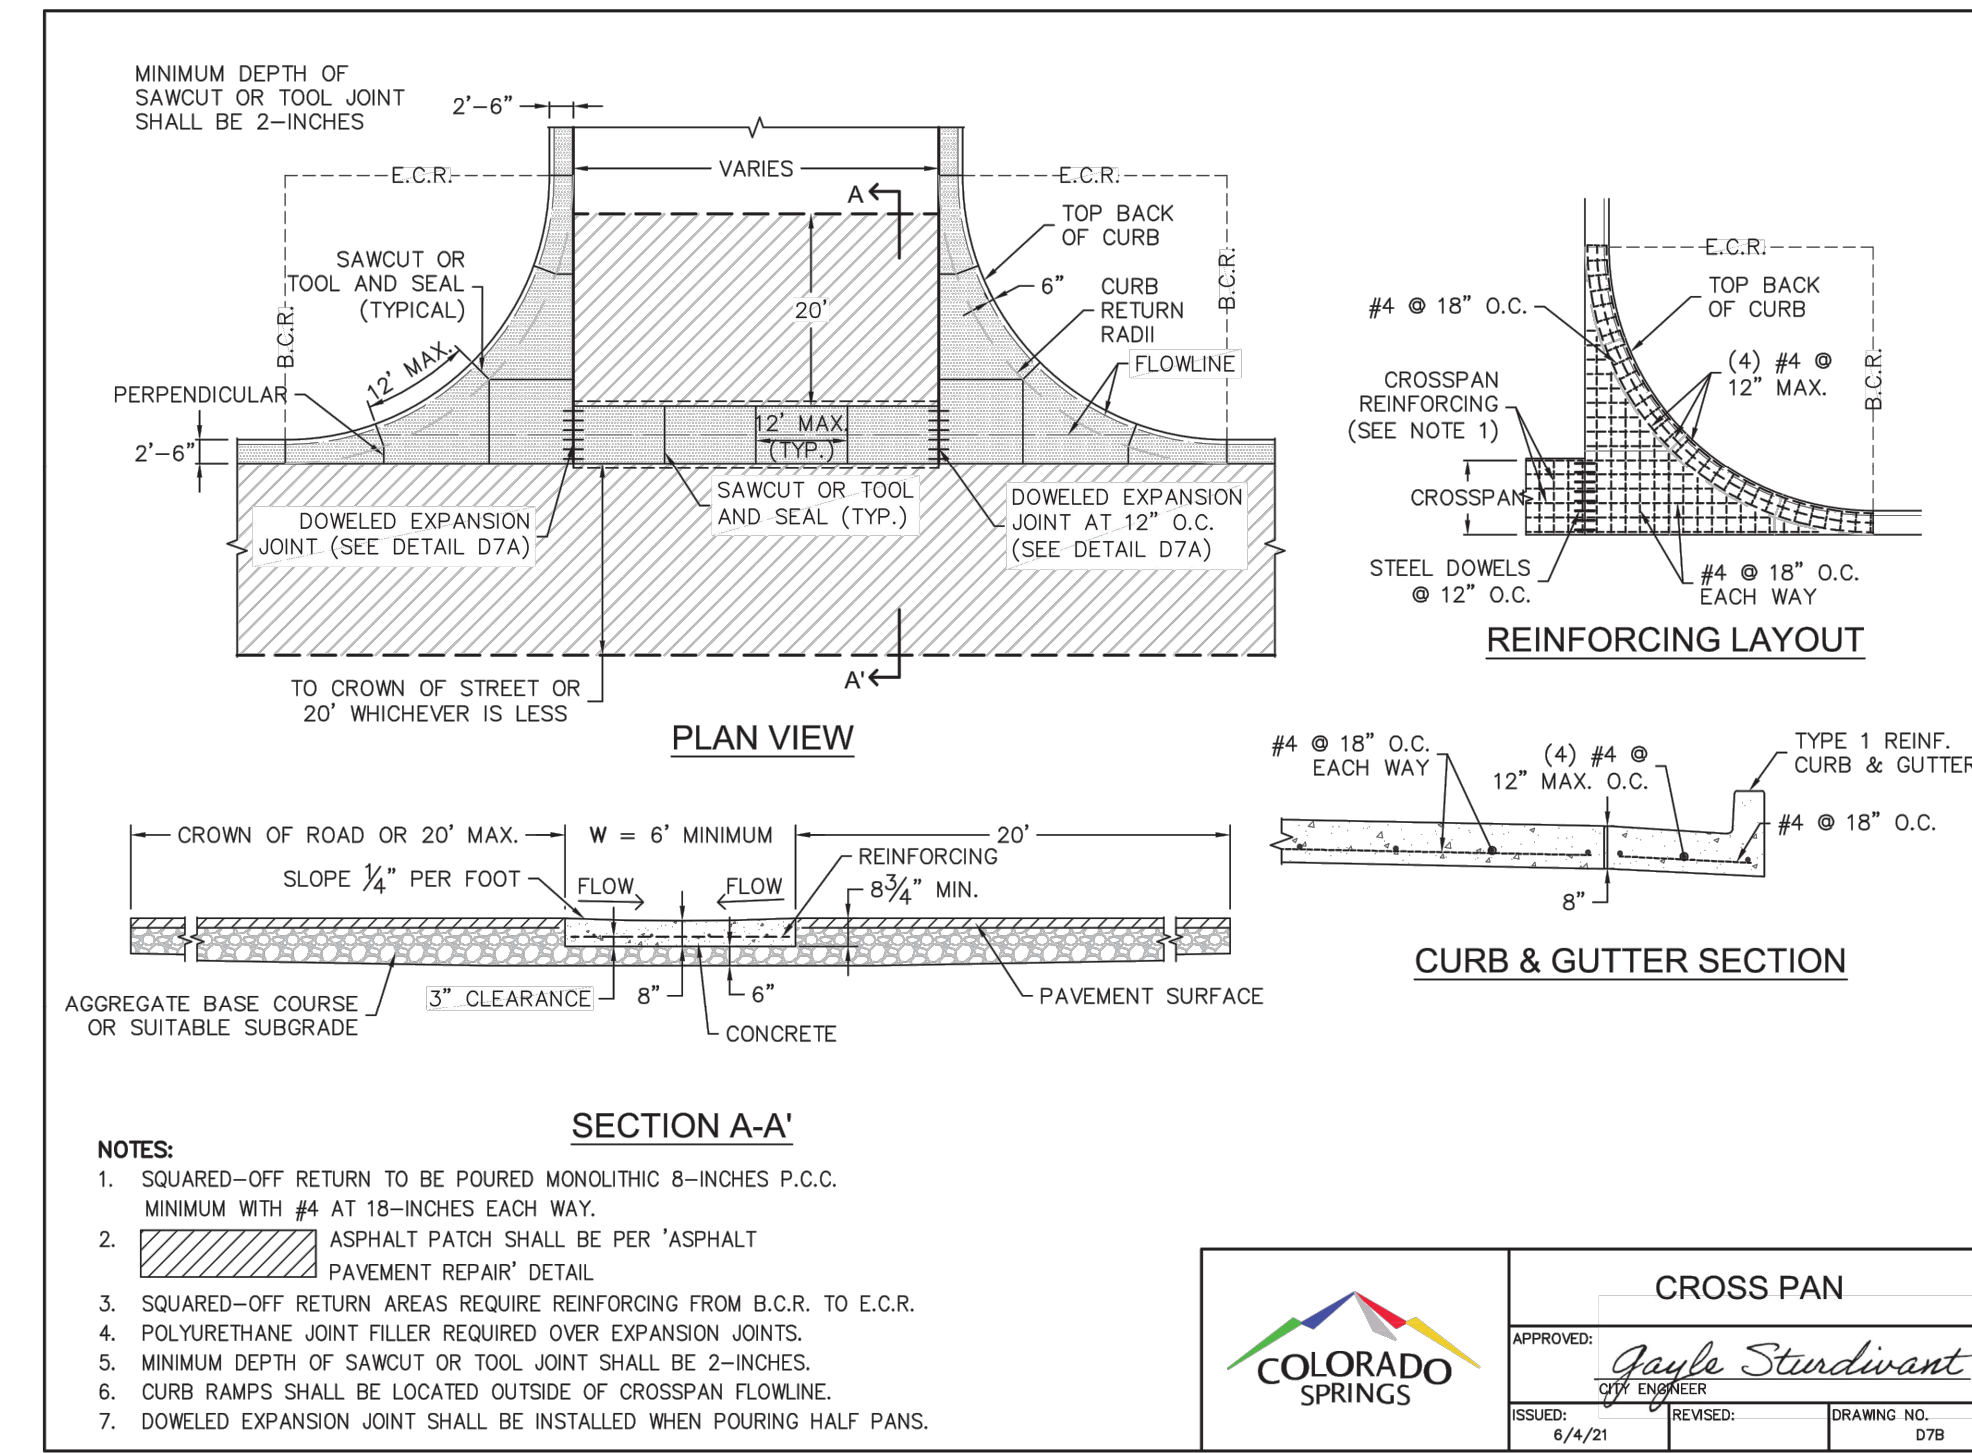 MINIMUM DEPTH OF
SAWCUT OR TOOL JOINT
SHALL BE 2–INCHES
2'–6"
E.C.R.
VARIES
E.C.R.
A
TOP BACK
OF CURB
SAWCUT OR
TOOL AND SEAL
(TYPICAL)
6"
CURB
RETURN
RADII
B.C.R.
B.C.R.
20'
FLOWLINE
12' MAX.
PERPENDICULAR
2'–6"
12' MAX.
(TYP.)
SAWCUT OR TOOL
AND SEAL (TYP.)
DOWELED EXPANSION
JOINT (SEE DETAIL D7A)
DOWELED EXPANSION
JOINT AT 12" O.C.
(SEE DETAIL D7A)
A'
TO CROWN OF STREET OR
20' WHICHEVER IS LESS
PLAN VIEW
E.C.R.
#4 @ 18" O.C.
TOP BACK
OF CURB
(4) #4 @
12" MAX.
B.C.R.
CROSSPAN
REINFORCING
(SEE NOTE 1)
CROSSPAN
STEEL DOWELS
@ 12" O.C.
#4 @ 18" O.C.
EACH WAY
REINFORCING LAYOUT
#4 @ 18" O.C.
EACH WAY
(4) #4 @
12" MAX. O.C.
TYPE 1 REINF.
CURB & GUTTER
#4 @ 18" O.C.
8"
CURB & GUTTER SECTION
CROWN OF ROAD OR 20' MAX.
W = 6' MINIMUM
20'
SLOPE 1/4" PER FOOT
FLOW
FLOW
REINFORCING
8 3/4" MIN.
AGGREGATE BASE COURSE
OR SUITABLE SUBGRADE
3" CLEARANCE
8"
6"
CONCRETE
PAVEMENT SURFACE
SECTION A-A'
NOTES:
1. SQUARED–OFF RETURN TO BE POURED MONOLITHIC 8–INCHES P.C.C.
MINIMUM WITH #4 AT 18–INCHES EACH WAY.
2. ASPHALT PATCH SHALL BE PER 'ASPHALT
PAVEMENT REPAIR' DETAIL
3. SQUARED–OFF RETURN AREAS REQUIRE REINFORCING FROM B.C.R. TO E.C.R.
4. POLYURETHANE JOINT FILLER REQUIRED OVER EXPANSION JOINTS.
5. MINIMUM DEPTH OF SAWCUT OR TOOL JOINT SHALL BE 2–INCHES.
6. CURB RAMPS SHALL BE LOCATED OUTSIDE OF CROSSPAN FLOWLINE.
7. DOWELED EXPANSION JOINT SHALL BE INSTALLED WHEN POURING HALF PANS.
COLORADO
SPRINGS
CROSS PAN
APPROVED:
Gayle Sturdivant
CITY ENGINEER
ISSUED:
6/4/21
REVISED:
DRAWING NO.
D7B